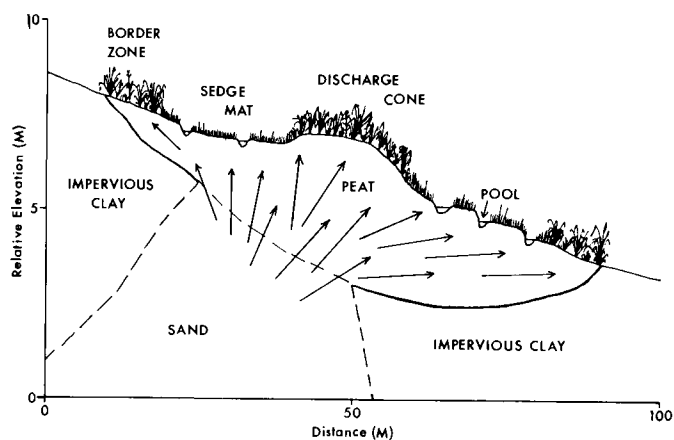 10
BORDER
ZONE
SEDGE
MAT
DISCHARGE
CONE
IMPERVIOUS
CLAY
PEAT
POOL
5
Relative Elevation (M)
SAND
IMPERVIOUS CLAY
0
0
50
100
Distance (M)